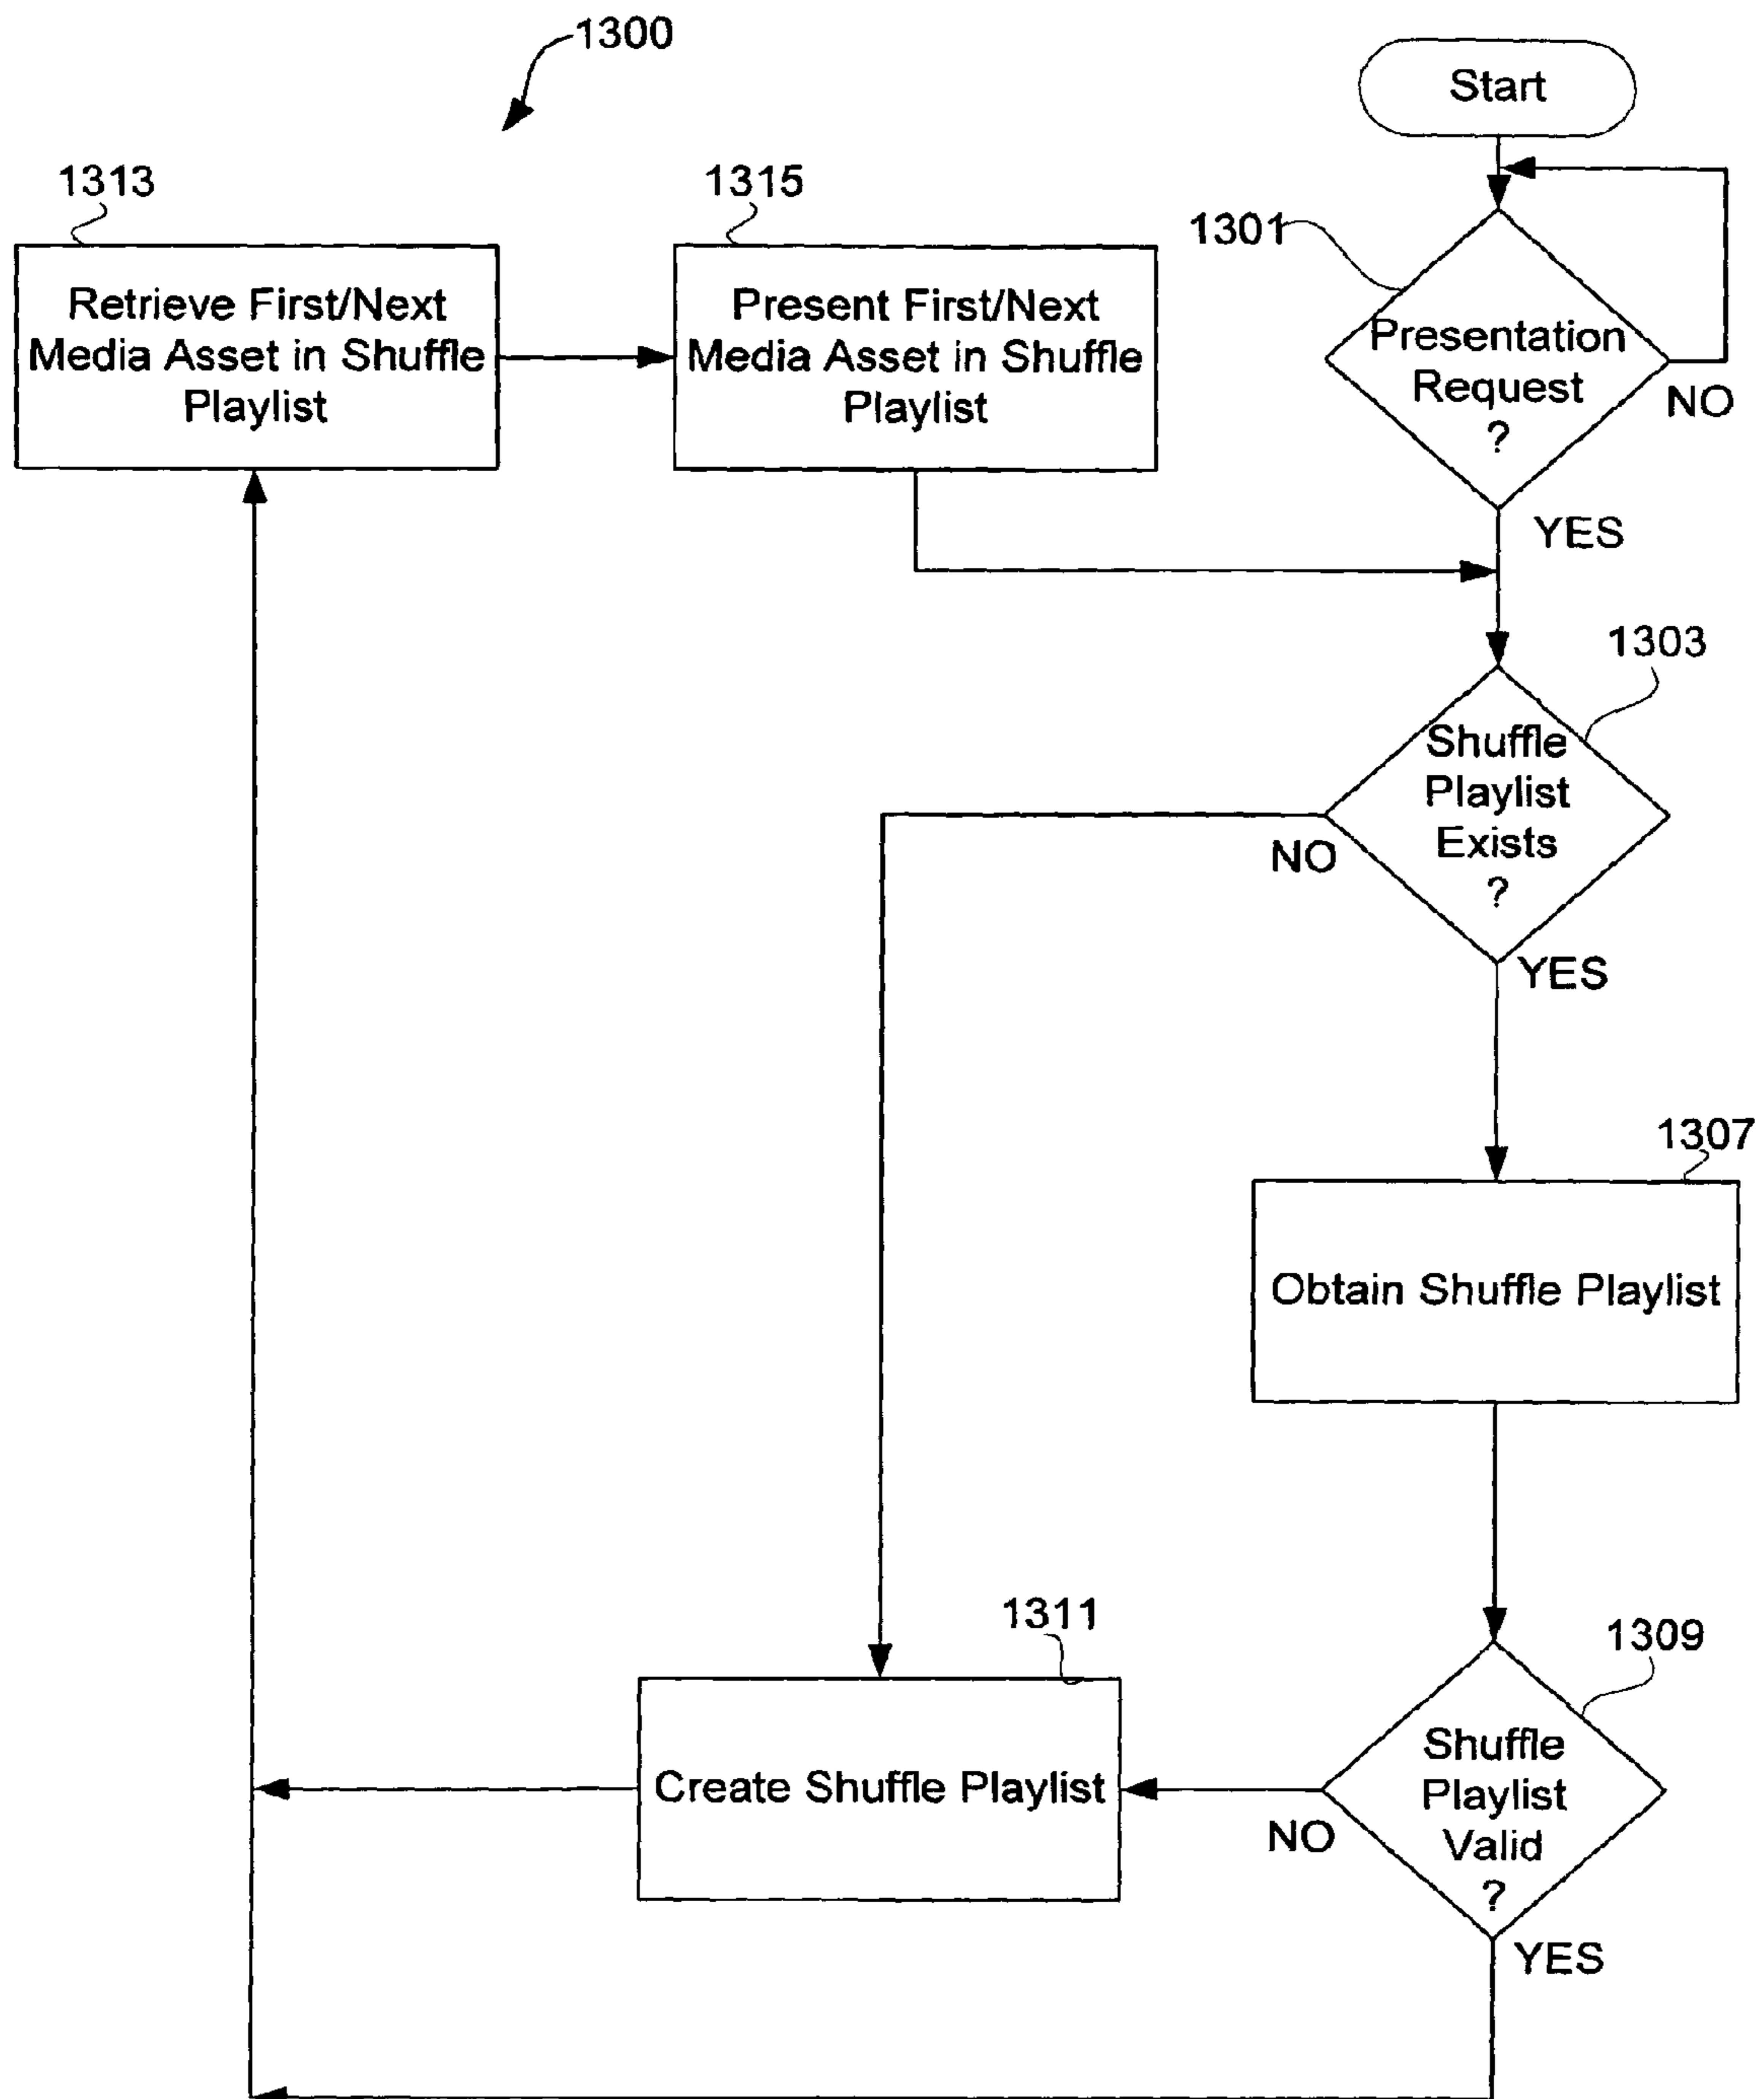 1300
Start
1313
1315
1301
Retrieve First/Next
Media Asset in Shuffle
Playlist
Present First/Next
Media Asset in Shuffle
Playlist
Presentation
Request
?
NO
YES
1303
Shuffle
Playlist
Exists
?
NO
YES
1307
Obtain Shuffle Playlist
1311
1309
Create Shuffle Playlist
Shuffle
Playlist
Valid
?
NO
YES